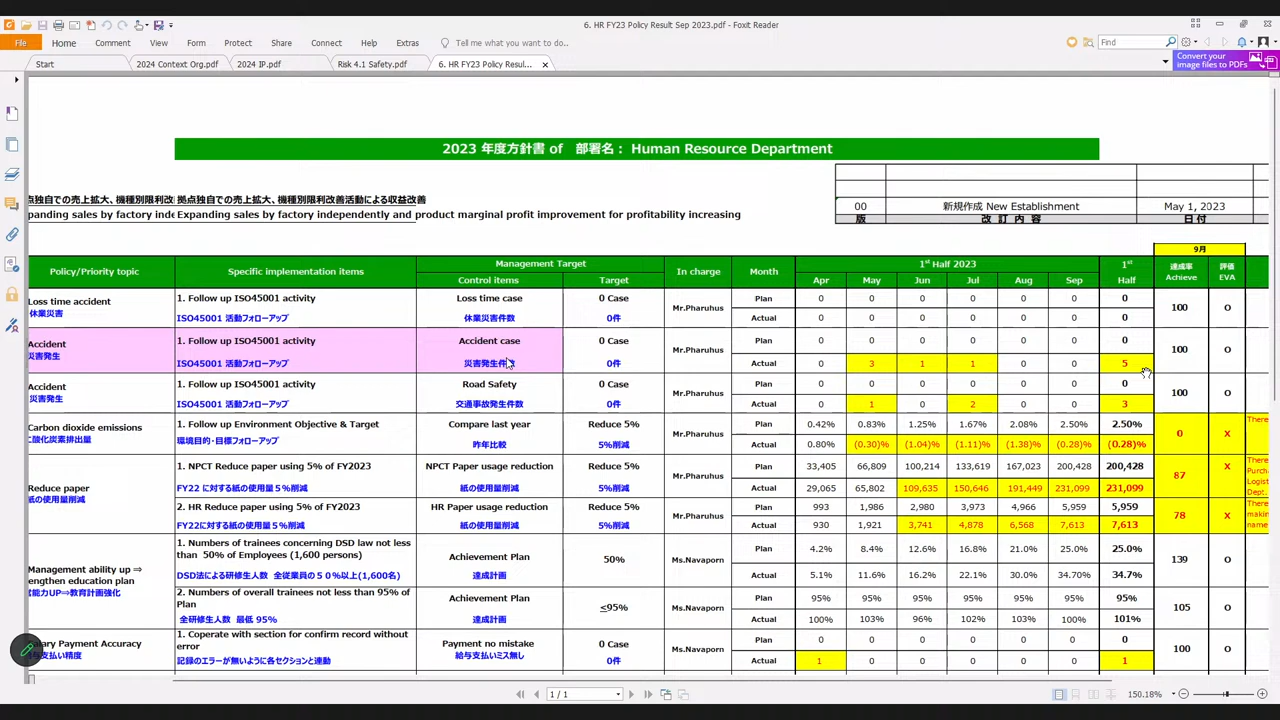 6. HR FY23 Policy Result Sep 2023.pdf - Foxit Reader
File Home Comment View Form Protect Share Connect Help Extras Tell me what you want to do.. Find
Start 2024 Context Org.pdf 2024 IP.pdf Risk 4.1 Safety.pdf 6. HR FY23 Policy Resul... Convert your
image files to PDFs
2023 年度方針書 of 部署名： Human Resource Department
点独自での売上拡大、機種別限利改 拠点独自での売上拡大、機種別限利改善活動による収益改善
panding sales by factory inde Expanding sales by factory independently and product marginal profit improvement for profitability increasing
00 新規作成 New Establishment May 1, 2023
版 改 訂 内 容 日 付
9月
Policy/Priority topic Specific implementation items Management Target In charge Month 1st Half 2023 1st Half 達成率 Achieve 評価 EVA
Control items Target Apr May Jun Jul Aug Sep
Loss time accident 1. Follow up ISO45001 activity Loss time case 0 Case Mr.Pharuhus Plan 0 0 0 0 0 0 0 100 O
休業災害 ISO45001 活動フォローアップ 休業災害件数 0件 Actual 0 0 0 0 0 0 0
Accident 1. Follow up ISO45001 activity Accident case 0 Case Mr.Pharuhus Plan 0 0 0 0 0 0 0 100 O
災害発生 ISO45001 活動フォローアップ 災害発生件数 0件 Actual 0 3 1 1 0 0 5
Accident 1. Follow up ISO45001 activity Road Safety 0 Case Mr.Pharuhus Plan 0 0 0 0 0 0 0 100 O
災害発生 ISO45001 活動フォローアップ 交通事故発生件数 0件 Actual 0 1 0 2 0 0 3
Carbon dioxide emissions 1. Follow up Environment Objective & Target Compare last year Reduce 5% Mr.Pharuhus Plan 0.42% 0.83% 1.25% 1.67% 2.08% 2.50% 2.50% 0 X There
二酸化炭素排出量 環境目的・目標フォローアップ 昨年比較 5%削減 Actual 0.80% (0.30)% (1.04)% (1.11)% (1.38)% (0.28)% (0.28)%
Reduce paper 1. NPCT Reduce paper using 5% of FY2023 NPCT Paper usage reduction Reduce 5% Mr.Pharuhus Plan 33,405 66,809 100,214 133,619 167,023 200,428 200,428 87 X There
Purch
紙の使用量削減 FY22 に対する紙の使用量５%削減 紙の使用量削減 5%削減 Actual 29,065 65,802 109,635 150,646 191,449 231,099 231,099 Logist
Dept.
2. HR Reduce paper using 5% of FY2023 HR Paper usage reduction Reduce 5% Mr.Pharuhus Plan 993 1,986 2,980 3,973 4,966 5,959 5,959 78 X There
makin
FY22に対する紙の使用量５%削減 紙の使用量削減 5%削減 Actual 930 1,921 3,741 4,878 6,568 7,613 7,613 name
Management ability up ⇒ 1. Numbers of trainees concerning DSD law not less
than 50% of Employees (1,600 persons) Achievement Plan 50% Ms.Navaporn Plan 4.2% 8.4% 12.6% 16.8% 21.0% 25.0% 25.0% 139 O
engthen education plan DSD法による研修生人数 全従業員の５０％以上(1,600名) 達成計画 Actual 5.1% 11.6% 16.2% 22.1% 30.0% 34.70% 34.7%
能力UP⇒教育計画強化 2. Numbers of overall trainees not less than 95% of
Plan Achievement Plan ≤95% Ms.Navaporn Plan 95% 95% 95% 95% 95% 95% 95% 105 O
全研修生人数 最低 95% 達成計画 Actual 100% 103% 96% 102% 103% 100% 101%
alary Payment Accuracy 1. Coperate with section for confirm record without
error Payment no mistake 0 Case Ms.Navaporn Plan 0 0 0 0 0 0 0 100 O
与支払い精度 記録のエラーが無いように各セクションと連動 給与支払いミス無し 0件 Actual 1 0 0 0 0 0 1
1 / 1 150.18%